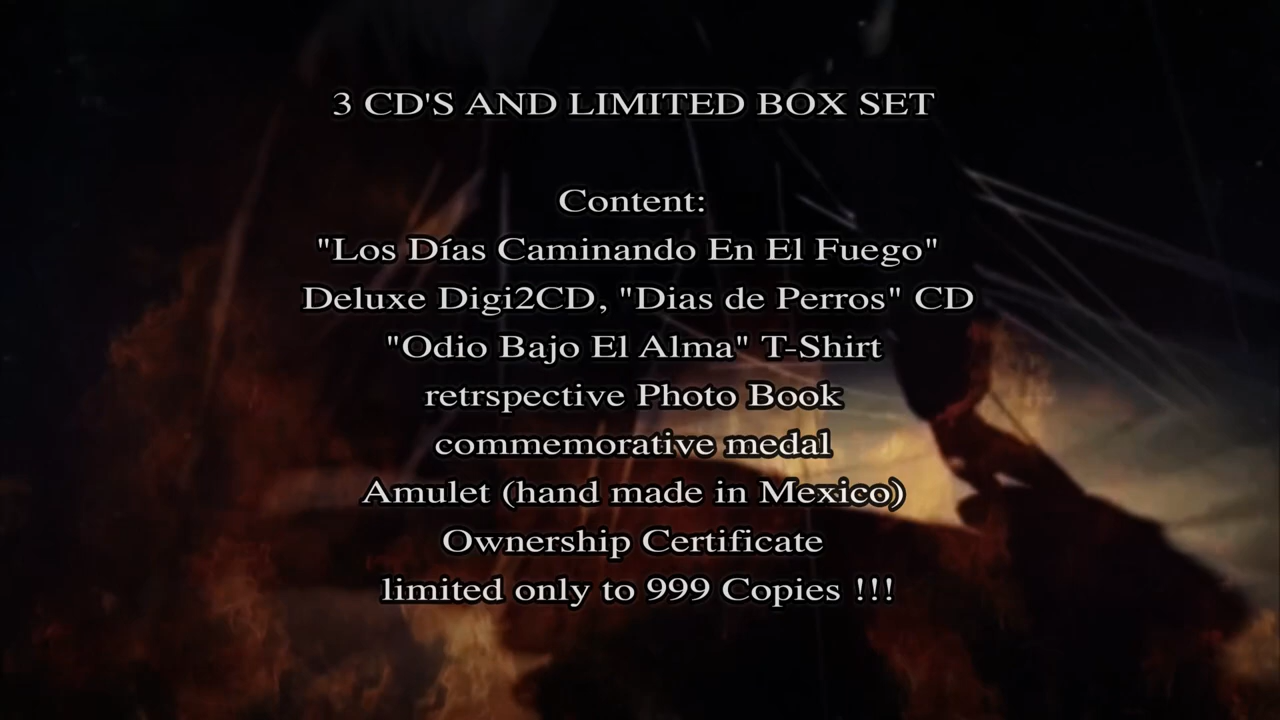 3 CD'S AND LIMITED BOX SET
Content:
"Los Días Caminando En El Fuego"
Deluxe Digi2CD, "Dias de Perros" CD
"Odio Bajo El Alma" T-Shirt
retrspective Photo Book
commemorative medal
Amulet (hand made in Mexico)
Ownership Certificate
limited only to 999 Copies !!!